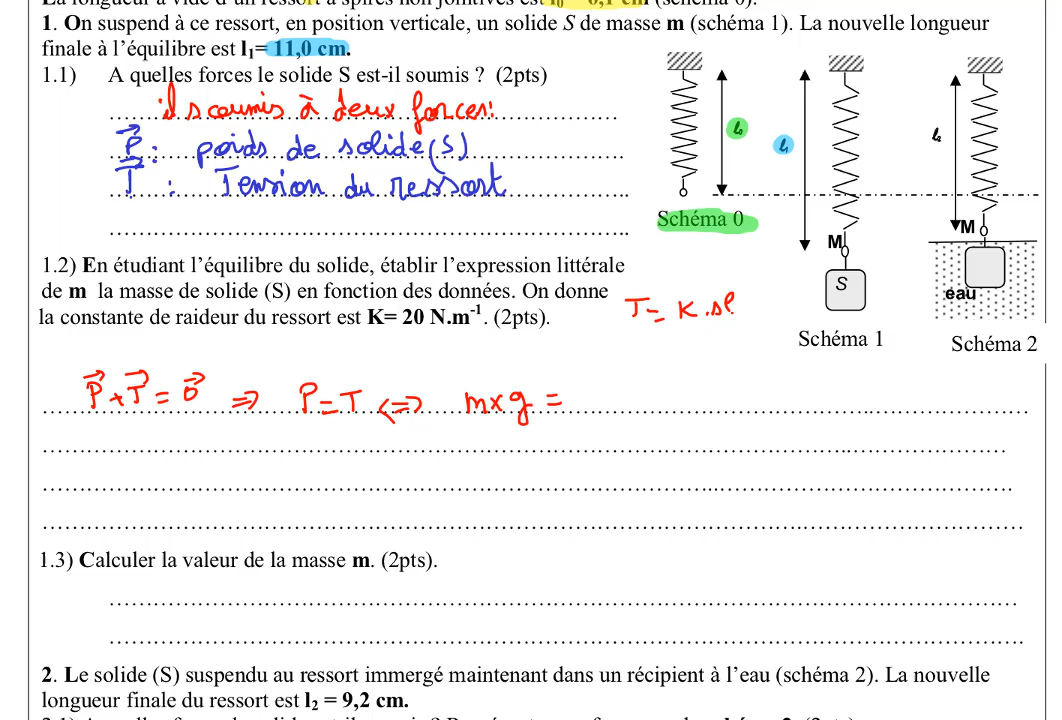 1. On suspend à ce ressort, en position verticale, un solide S de masse m (schéma 1). La nouvelle longueur
finale à l'équilibre est l₁= 11,0 cm.
1.1) A quelles forces le solide S est-il soumis ? (2pts)
il soumis à deux forces:
P⃗ : poids de solide(S)
T⃗ : Tension du ressort
l₀
l₁
l₂
Schéma 0
M
S
Schéma 1
M
eau
Schéma 2
1.2) En étudiant l'équilibre du solide, établir l'expression littérale
de m la masse de solide (S) en fonction des données. On donne
la constante de raideur du ressort est K= 20 N.m⁻¹. (2pts).
T= K.Δl
P⃗+T⃗ = 0⃗ ⇒ P=T ⇔ m×g =
1.3) Calculer la valeur de la masse m. (2pts).
2. Le solide (S) suspendu au ressort immergé maintenant dans un récipient à l'eau (schéma 2). La nouvelle
longueur finale du ressort est l₂ = 9,2 cm.